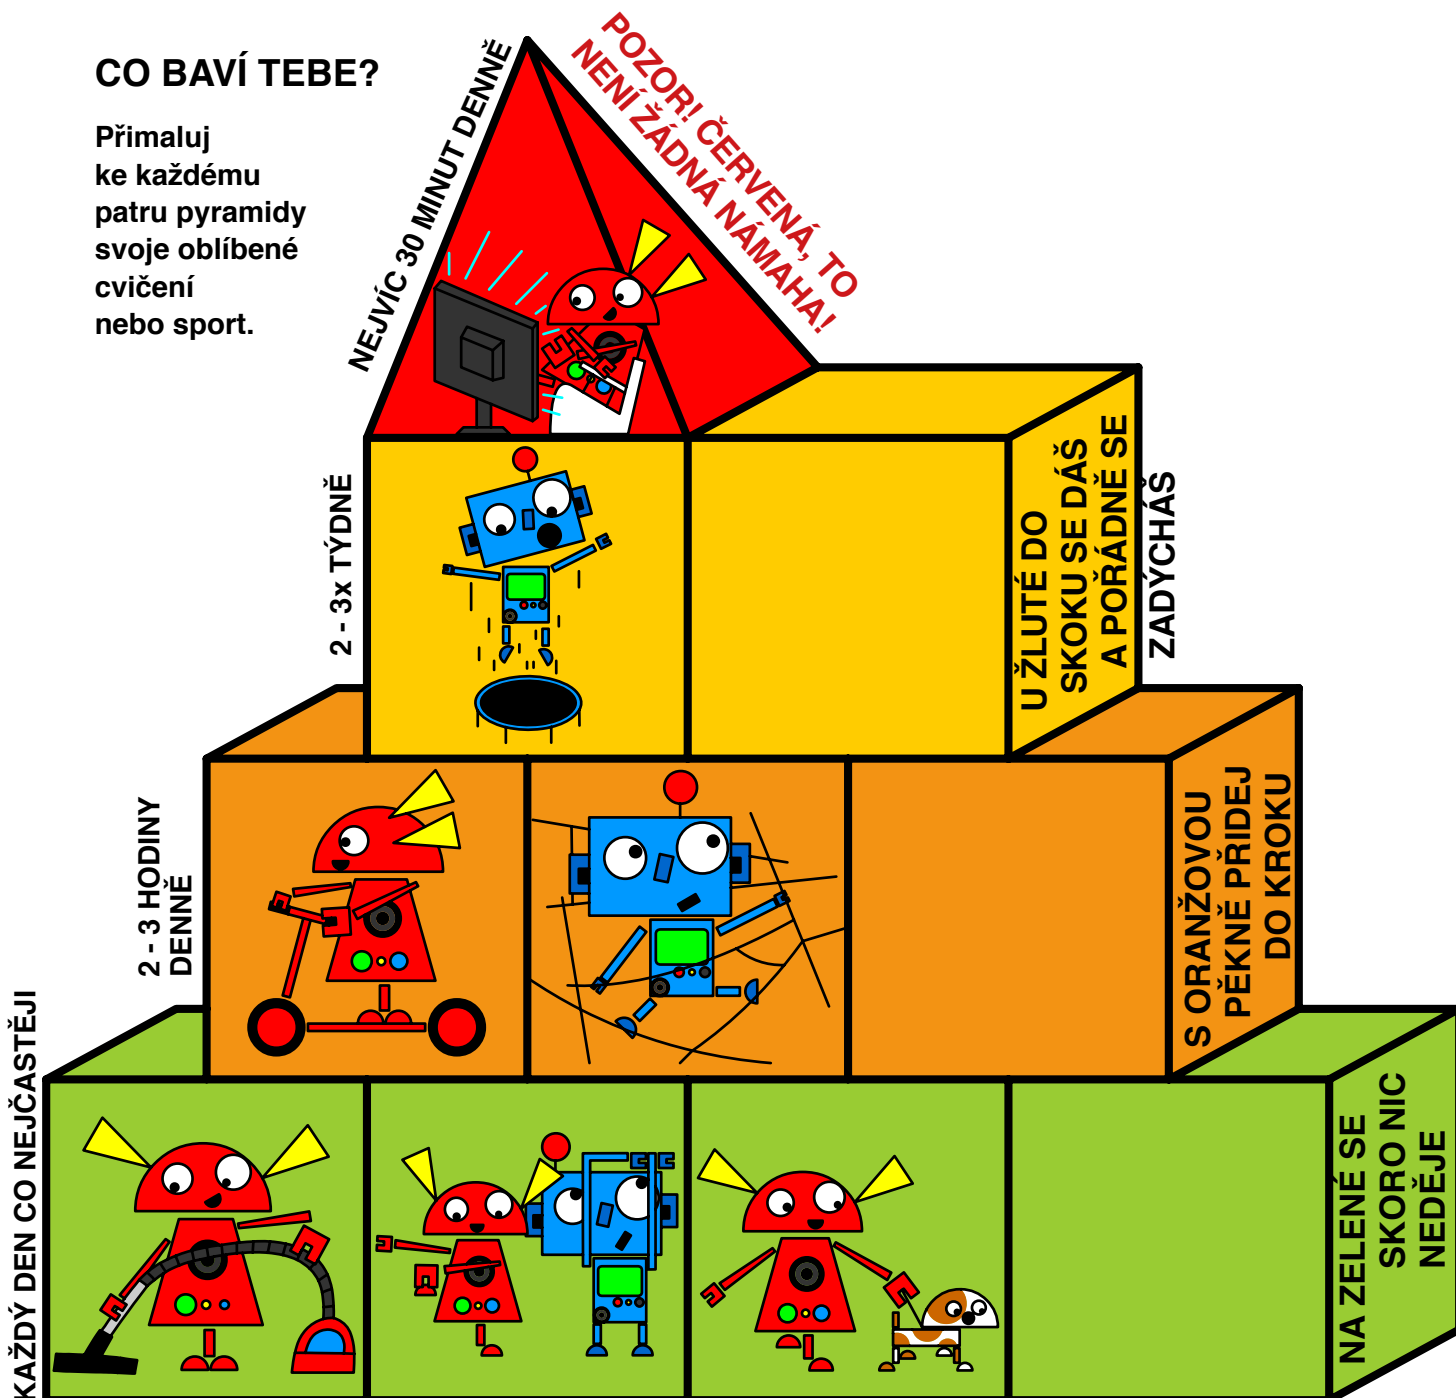 CO BAVÍ TEBE?
Přimaluj
ke každému
patru pyramidy
svoje oblíbené
cvičení
nebo sport.
NEJVÍC 30 MINUT DENNĚ
POZOR! ČERVENÁ, TO
NENÍ ŽÁDNÁ NÁMAHA!
2 - 3x TÝDNĚ
U ŽLUTÉ DO
SKOKU SE DÁŠ
A POŘÁDNĚ SE
ZADÝCHÁŠ
2 - 3 HODINY
DENNĚ
S ORANŽOVOU
PĚKNĚ PŘIDEJ
DO KROKU
KAŽDÝ DEN CO NEJČASTĚJI
NA ZELENÉ SE
SKORO NIC
NEDĚJE